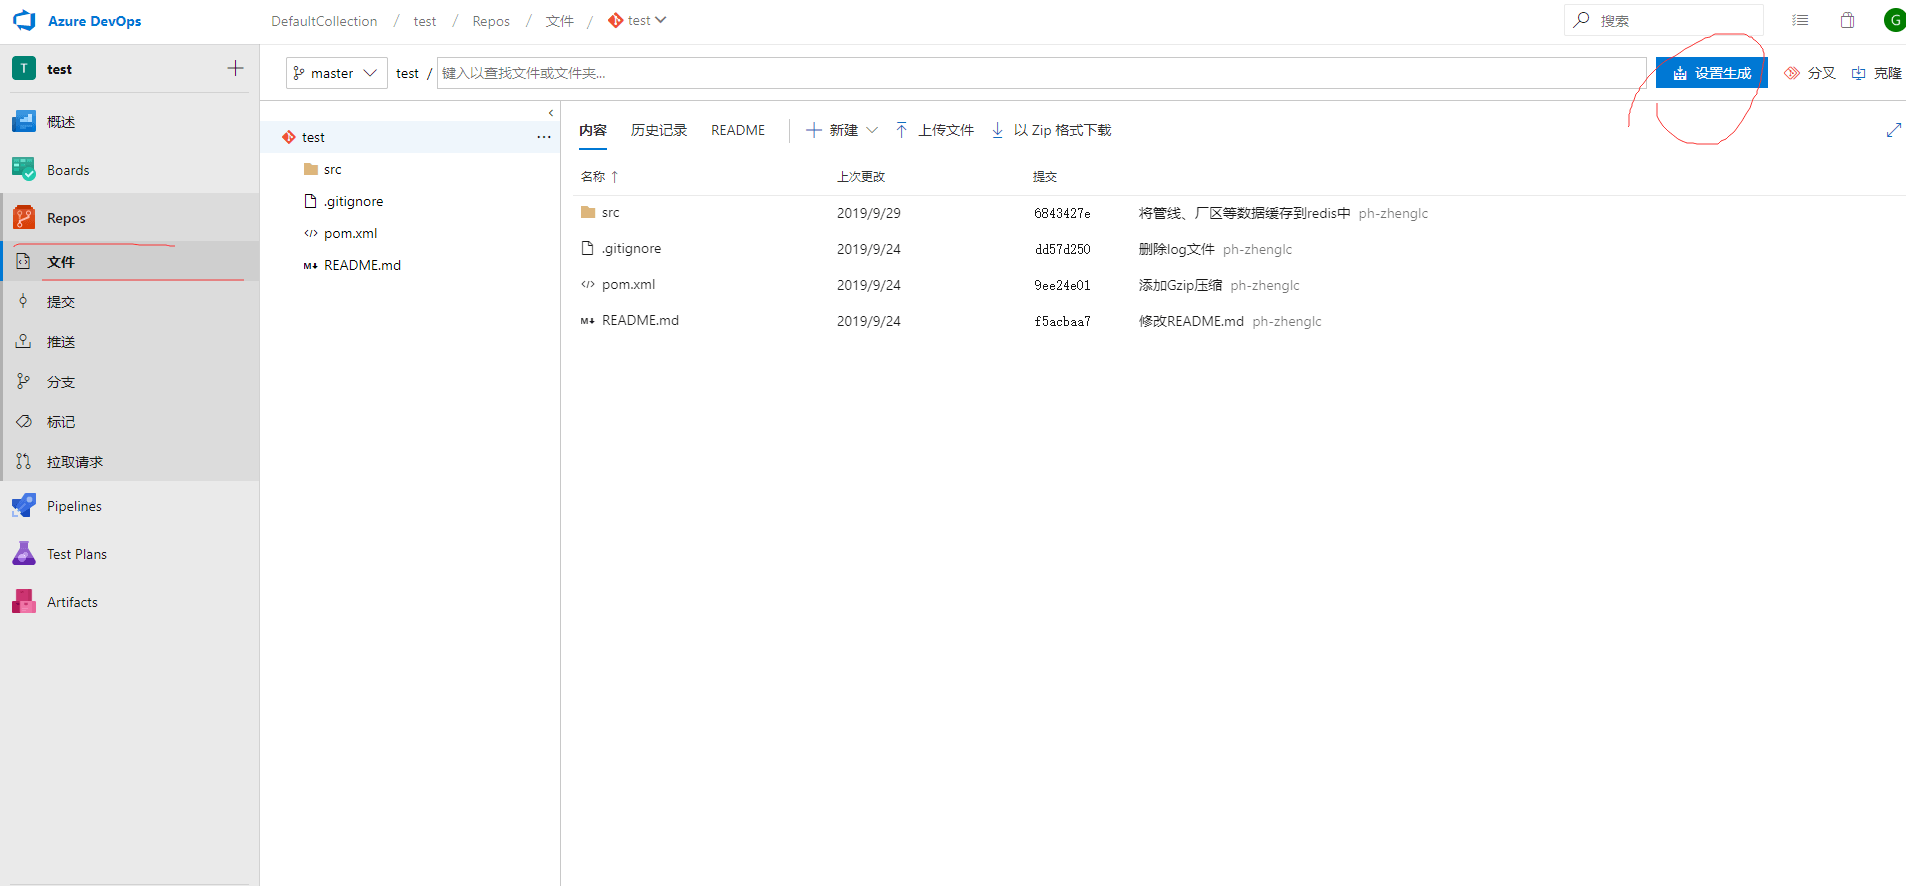 Azure DevOps DefaultCollection / test / Repos / 文件 / test 搜索 G
T test
master test / 键入以查找文件或文件夹... 设置生成 分叉 克隆
概述
Boards
Repos
文件
提交
推送
分支
标记
拉取请求
Pipelines
Test Plans
Artifacts
test ...
src
.gitignore
pom.xml
README.md
内容 历史记录 README 新建 上传文件 以 Zip 格式下载
名称 ↑ 上次更改 提交
src 2019/9/29 6843427e 将管线、厂区等数据缓存到redis中 ph-zhenglc
.gitignore 2019/9/24 dd57d250 删除log文件 ph-zhenglc
pom.xml 2019/9/24 9ee24e01 添加Gzip压缩 ph-zhenglc
README.md 2019/9/24 f5acbaa7 修改README.md ph-zhenglc